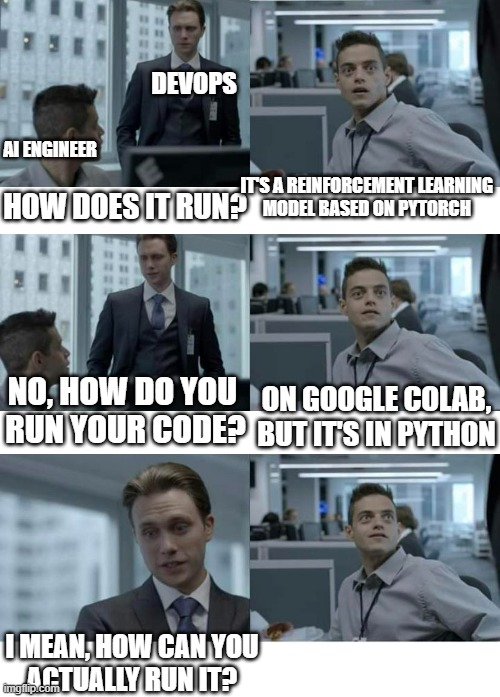 DEVOPS
AI ENGINEER
HOW DOES IT RUN?
IT'S A REINFORCEMENT LEARNING
MODEL BASED ON PYTORCH
NO, HOW DO YOU
RUN YOUR CODE?
ON GOOGLE COLAB,
BUT IT'S IN PYTHON
I MEAN, HOW CAN YOU
ACTUALLY RUN IT?
imgflip.com